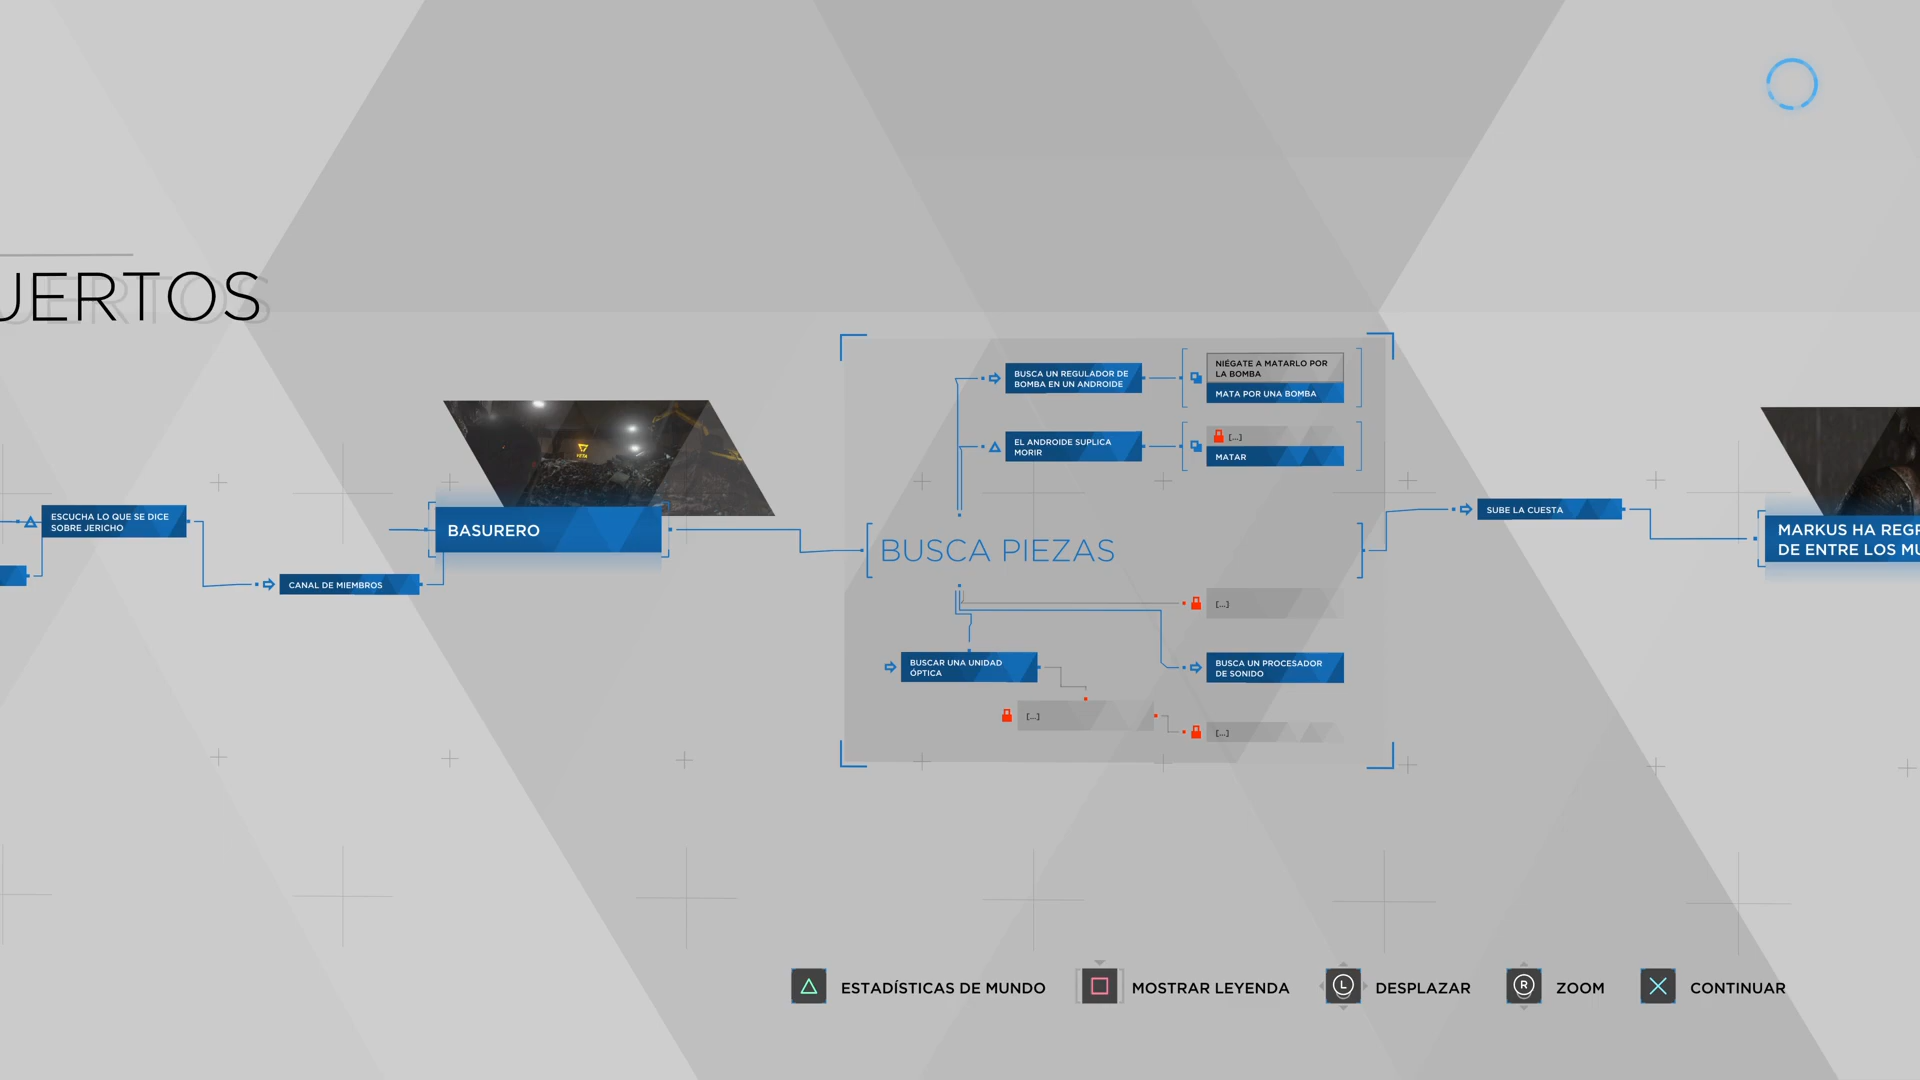 UERTOS
ESCUCHA LO QUE SE DICE
SOBRE JERICHO
CANAL DE MIEMBROS
BASURERO
BUSCA PIEZAS
BUSCA UN REGULADOR DE
BOMBA EN UN ANDROIDE
NIÉGATE A MATARLO POR
LA BOMBA
MATA POR UNA BOMBA
EL ANDROIDE SUPLICA
MORIR
[...]
MATAR
[...]
BUSCAR UNA UNIDAD
ÓPTICA
BUSCA UN PROCESADOR
DE SONIDO
[...]
[...]
SUBE LA CUESTA
MARKUS HA REGR
DE ENTRE LOS MU
ESTADÍSTICAS DE MUNDO
MOSTRAR LEYENDA
L
DESPLAZAR
R
ZOOM
CONTINUAR